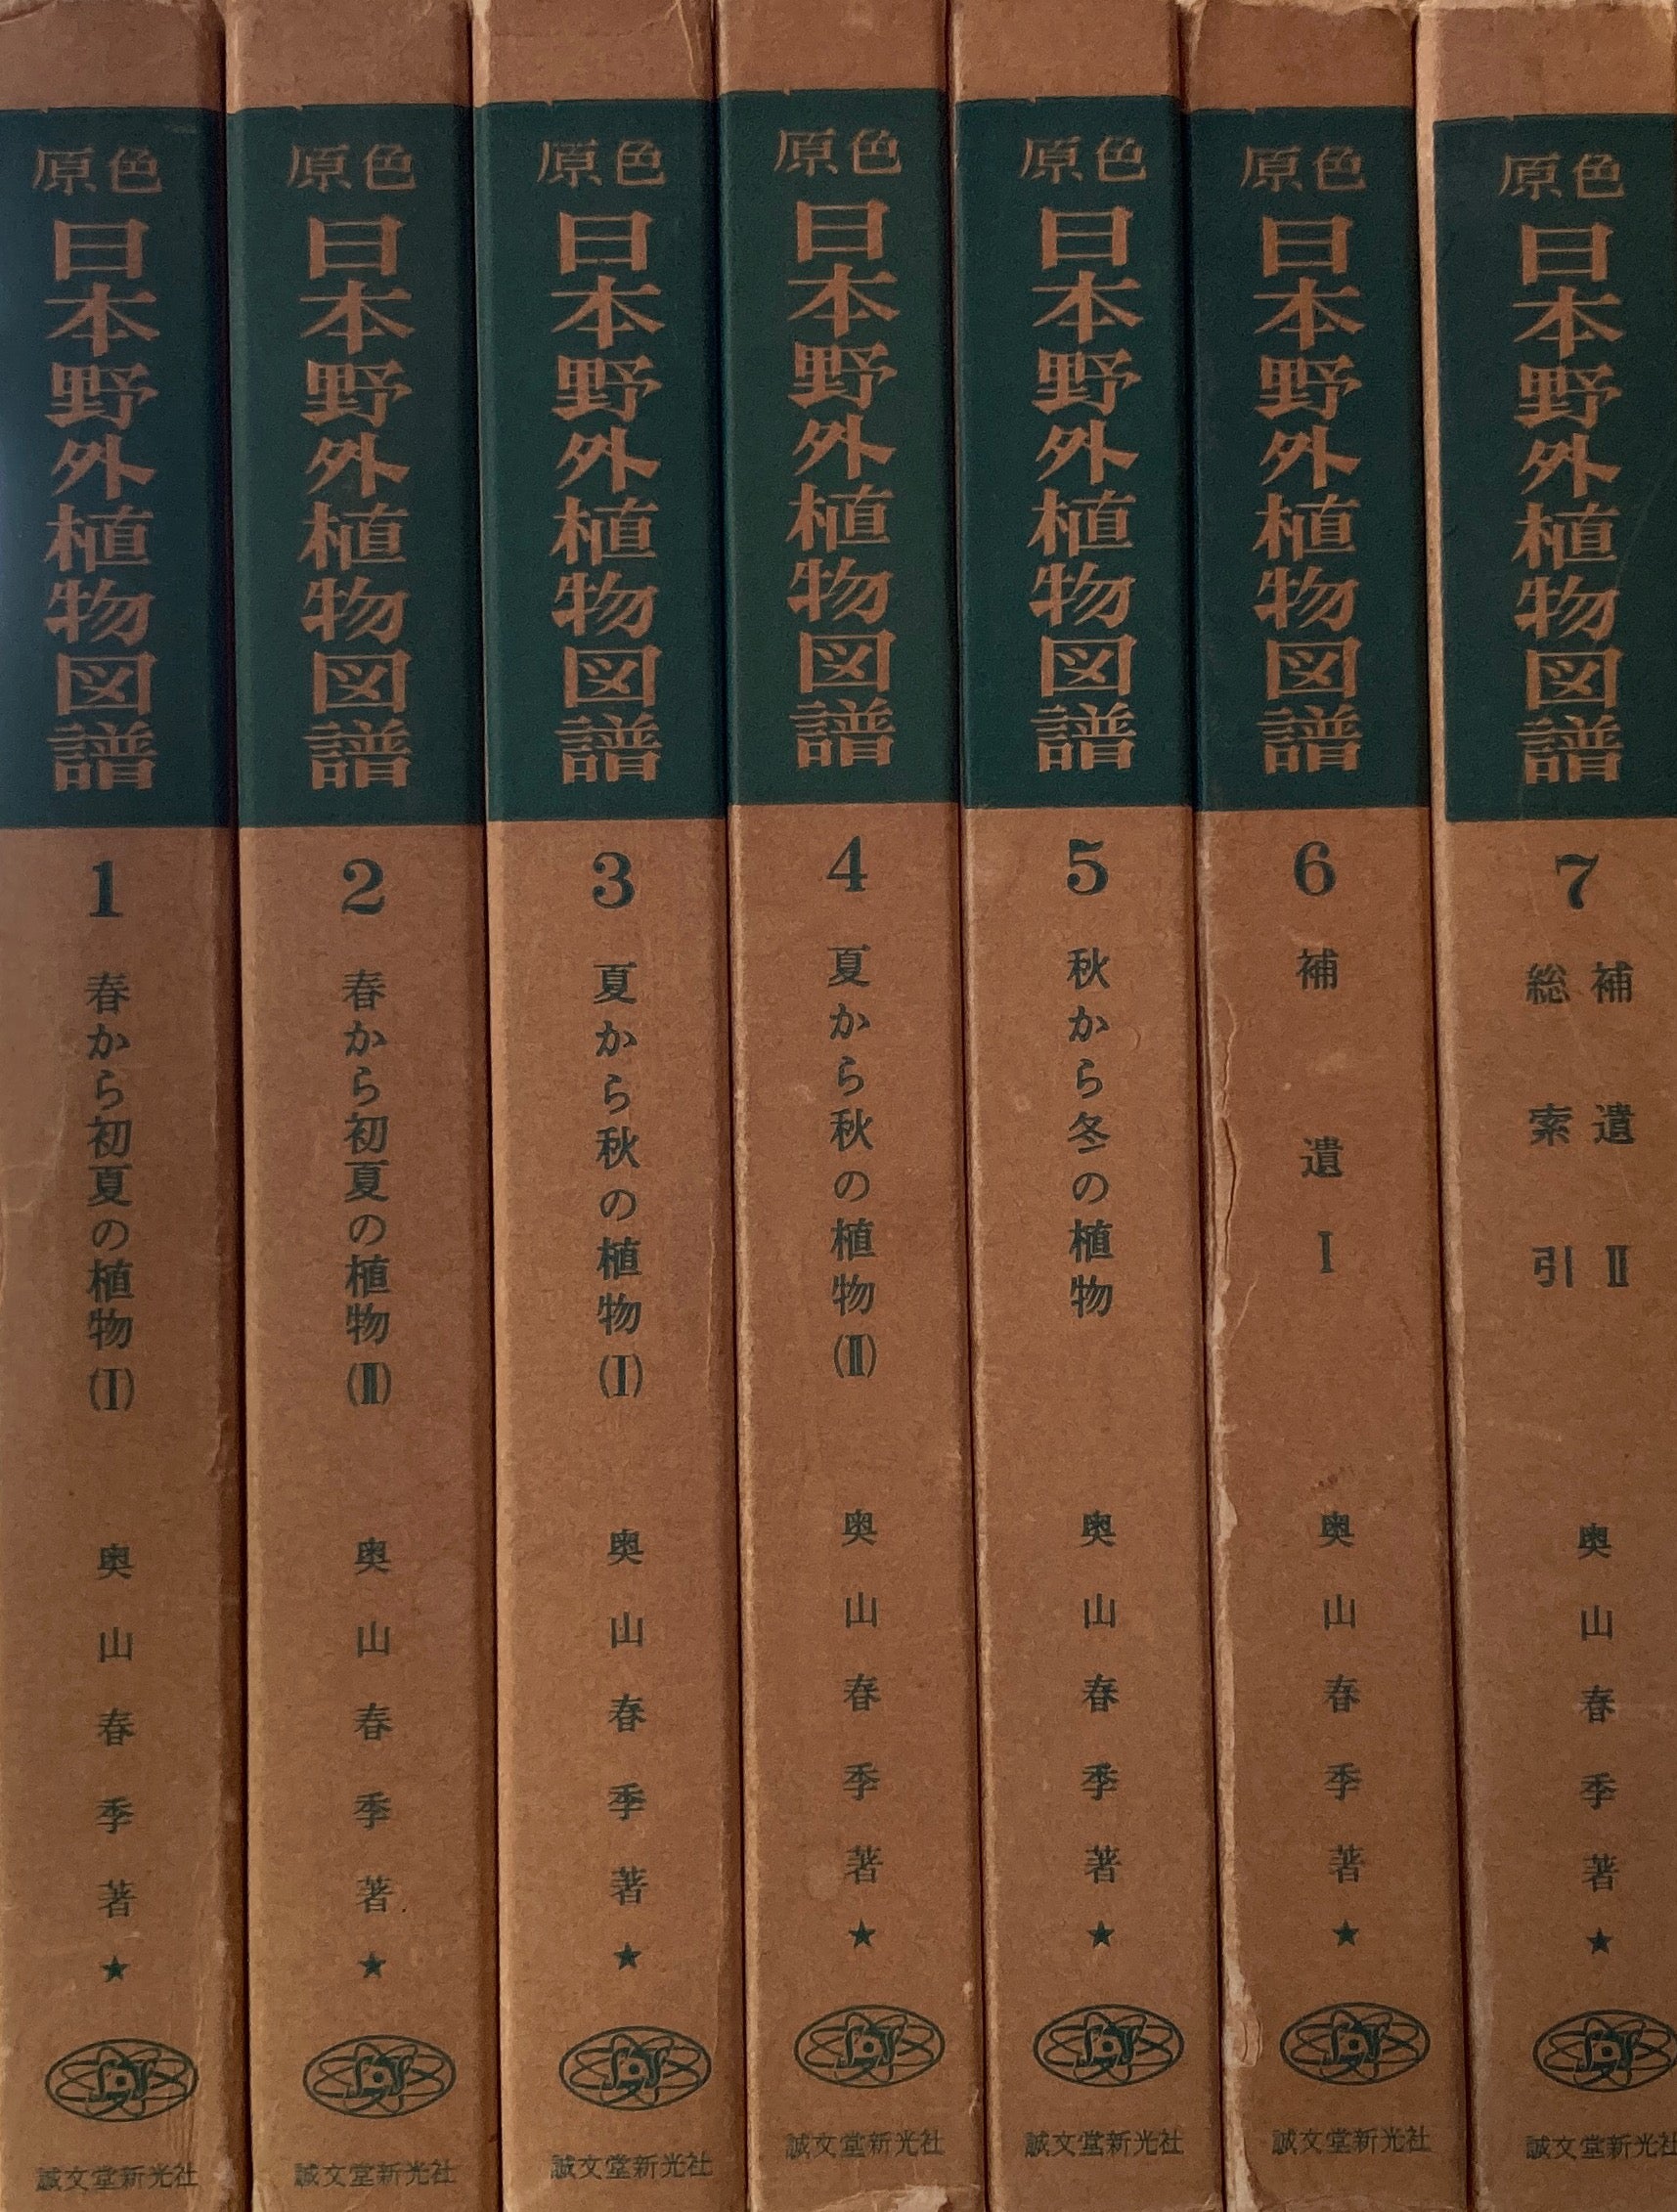 原色
日本野外植物図譜
1
春から初夏の植物(Ⅰ)
奥山春季著★
誠文堂新光社
原色
日本野外植物図譜
2
春から初夏の植物(Ⅱ)
奥山春季著★
誠文堂新光社
原色
日本野外植物図譜
3
夏から秋の植物(Ⅰ)
奥山春季著★
誠文堂新光社
原色
日本野外植物図譜
4
夏から秋の植物(Ⅱ)
奥山春季著★
誠文堂新光社
原色
日本野外植物図譜
5
秋から冬の植物
奥山春季著★
誠文堂新光社
原色
日本野外植物図譜
6
補遺Ⅰ
奥山春季著★
誠文堂新光社
原色
日本野外植物図譜
7
補遺Ⅱ
総索引
奥山春季著★
誠文堂新光社